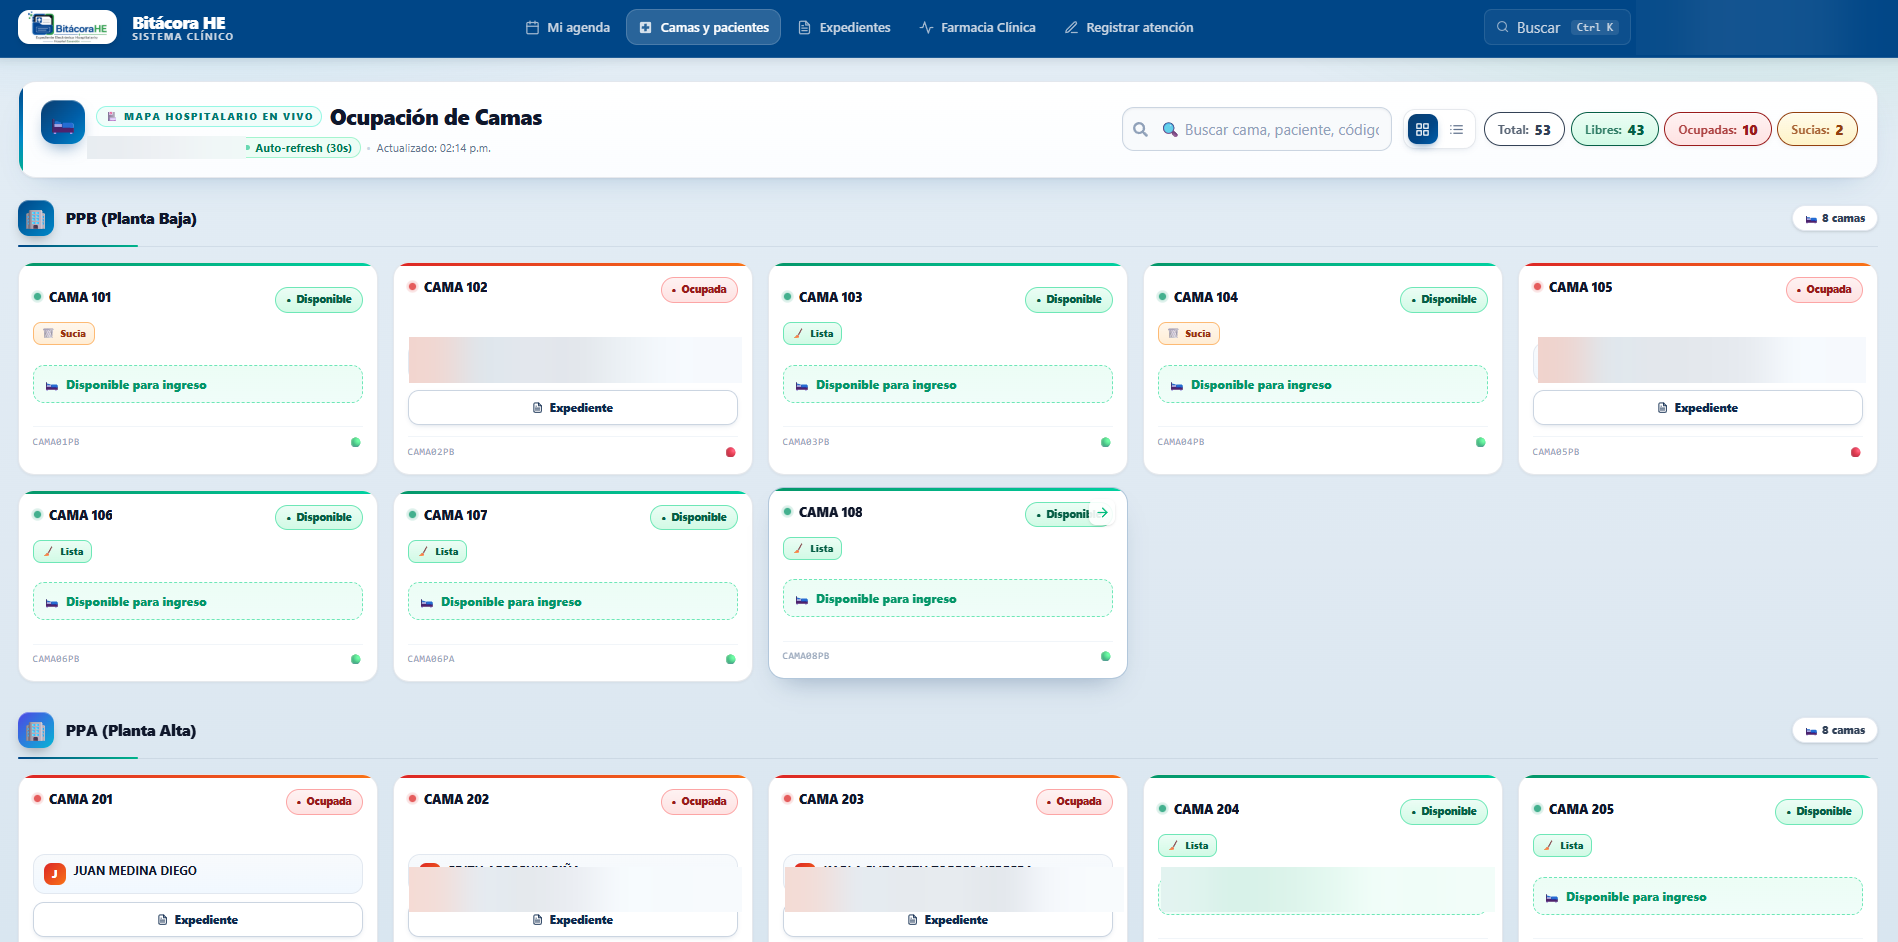 BitácoraHE
Bitácora HE
SISTEMA CLÍNICO
Mi agenda
Camas y pacientes
Expedientes
Farmacia Clínica
Registrar atención
Buscar Ctrl K
MAPA HOSPITALARIO EN VIVO
Ocupación de Camas
Auto-refresh (30s)
Actualizado: 02:14 p.m.
Buscar cama, paciente, códig
Total: 53
Libres: 43
Ocupadas: 10
Sucias: 2
PPB (Planta Baja)
8 camas
CAMA 101
Disponible
Sucia
Disponible para ingreso
CAMA01PB
CAMA 102
Ocupada
Expediente
CAMA02PB
CAMA 103
Disponible
Lista
Disponible para ingreso
CAMA03PB
CAMA 104
Disponible
Sucia
Disponible para ingreso
CAMA04PB
CAMA 105
Ocupada
Expediente
CAMA05PB
CAMA 106
Disponible
Lista
Disponible para ingreso
CAMA06PB
CAMA 107
Disponible
Lista
Disponible para ingreso
CAMA06PA
CAMA 108
Disponib
Lista
Disponible para ingreso
CAMA08PB
PPA (Planta Alta)
8 camas
CAMA 201
Ocupada
J JUAN MEDINA DIEGO
Expediente
CAMA 202
Ocupada
Expediente
CAMA 203
Ocupada
Expediente
CAMA 204
Disponible
Lista
CAMA 205
Disponible
Lista
Disponible para ingreso